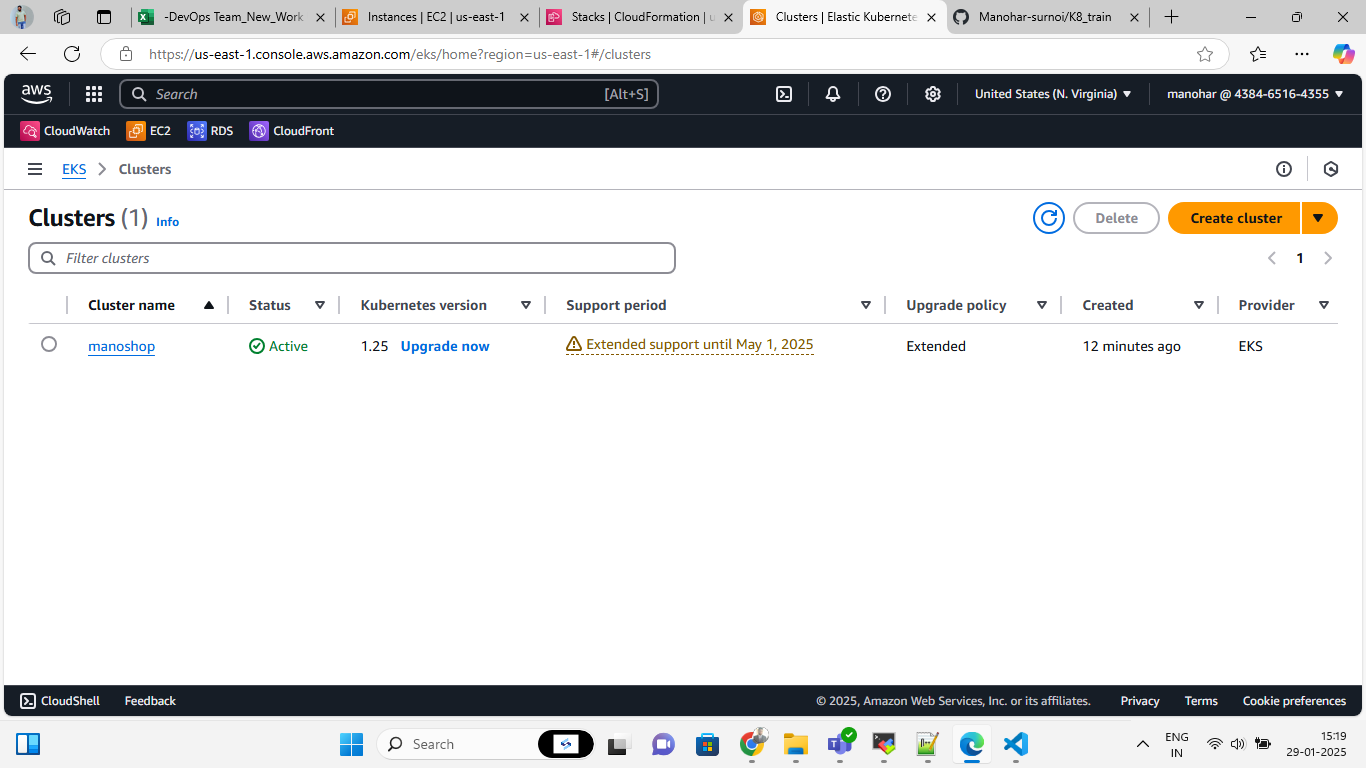 -DevOps Team_New_Work
Instances | EC2 | us-east-1
Stacks | CloudFormation | u
Clusters | Elastic Kubernete
Manohar-surnoi/K8_train
https://us-east-1.console.aws.amazon.com/eks/home?region=us-east-1#/clusters
aws
Search [Alt+S]
United States (N. Virginia)
manohar @ 4384-6516-4355
CloudWatch EC2 RDS CloudFront
EKS > Clusters
Clusters (1) Info
Delete
Create cluster
Filter clusters
1
Cluster name Status Kubernetes version Support period Upgrade policy Created Provider
manoshop Active 1.25 Upgrade now Extended support until May 1, 2025 Extended 12 minutes ago EKS
CloudShell Feedback © 2025, Amazon Web Services, Inc. or its affiliates. Privacy Terms Cookie preferences
Search
ENG
IN
15:19
29-01-2025